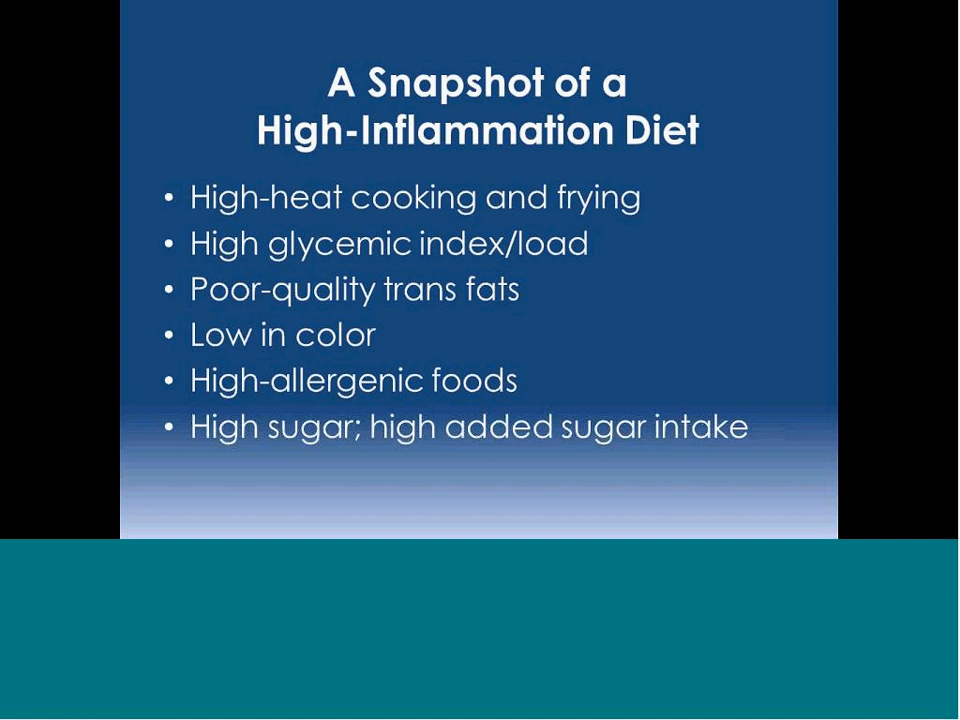 A Snapshot of a
High-Inflammation Diet
• High-heat cooking and frying
• High glycemic index/load
• Poor-quality trans fats
• Low in color
• High-allergenic foods
• High sugar; high added sugar intake